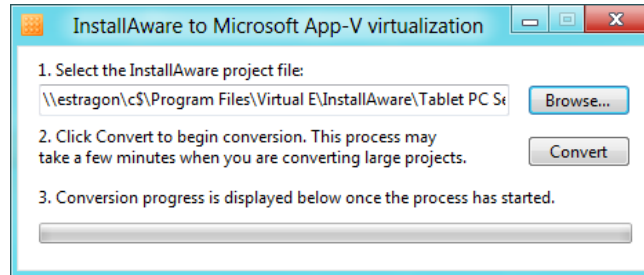 InstallAware to Microsoft App-V virtualization
1. Select the InstallAware project file:
\\estragon\c$\Program Files\Virtual E\InstallAware\Tablet PC Se
Browse...
2. Click Convert to begin conversion. This process may
take a few minutes when you are converting large projects.
Convert
3. Conversion progress is displayed below once the process has started.